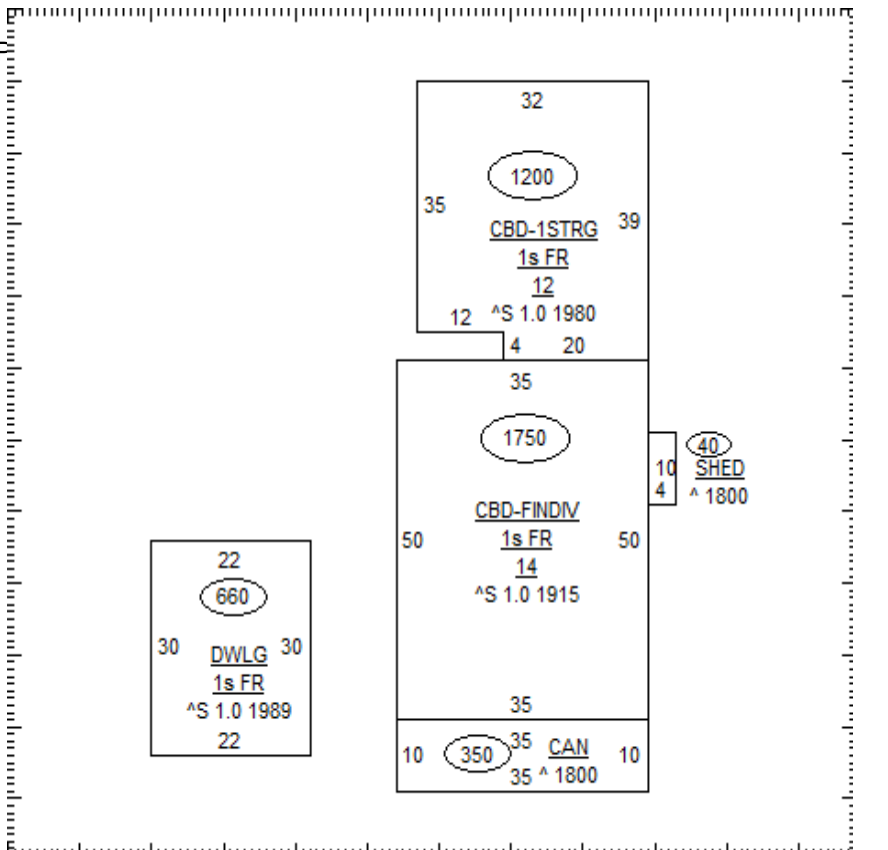 32
1200
35
39
CBD-1STRG
1s FR
12
^S 1.0 1980
12
4 20
35
1750
40
10 SHED
4 ^ 1800
CBD-FINDIV
50 1s FR 50
14
^S 1.0 1915
22
660
30 DWLG 30
1s FR
^S 1.0 1989
22
35
10 350 35 CAN 10
35 ^ 1800